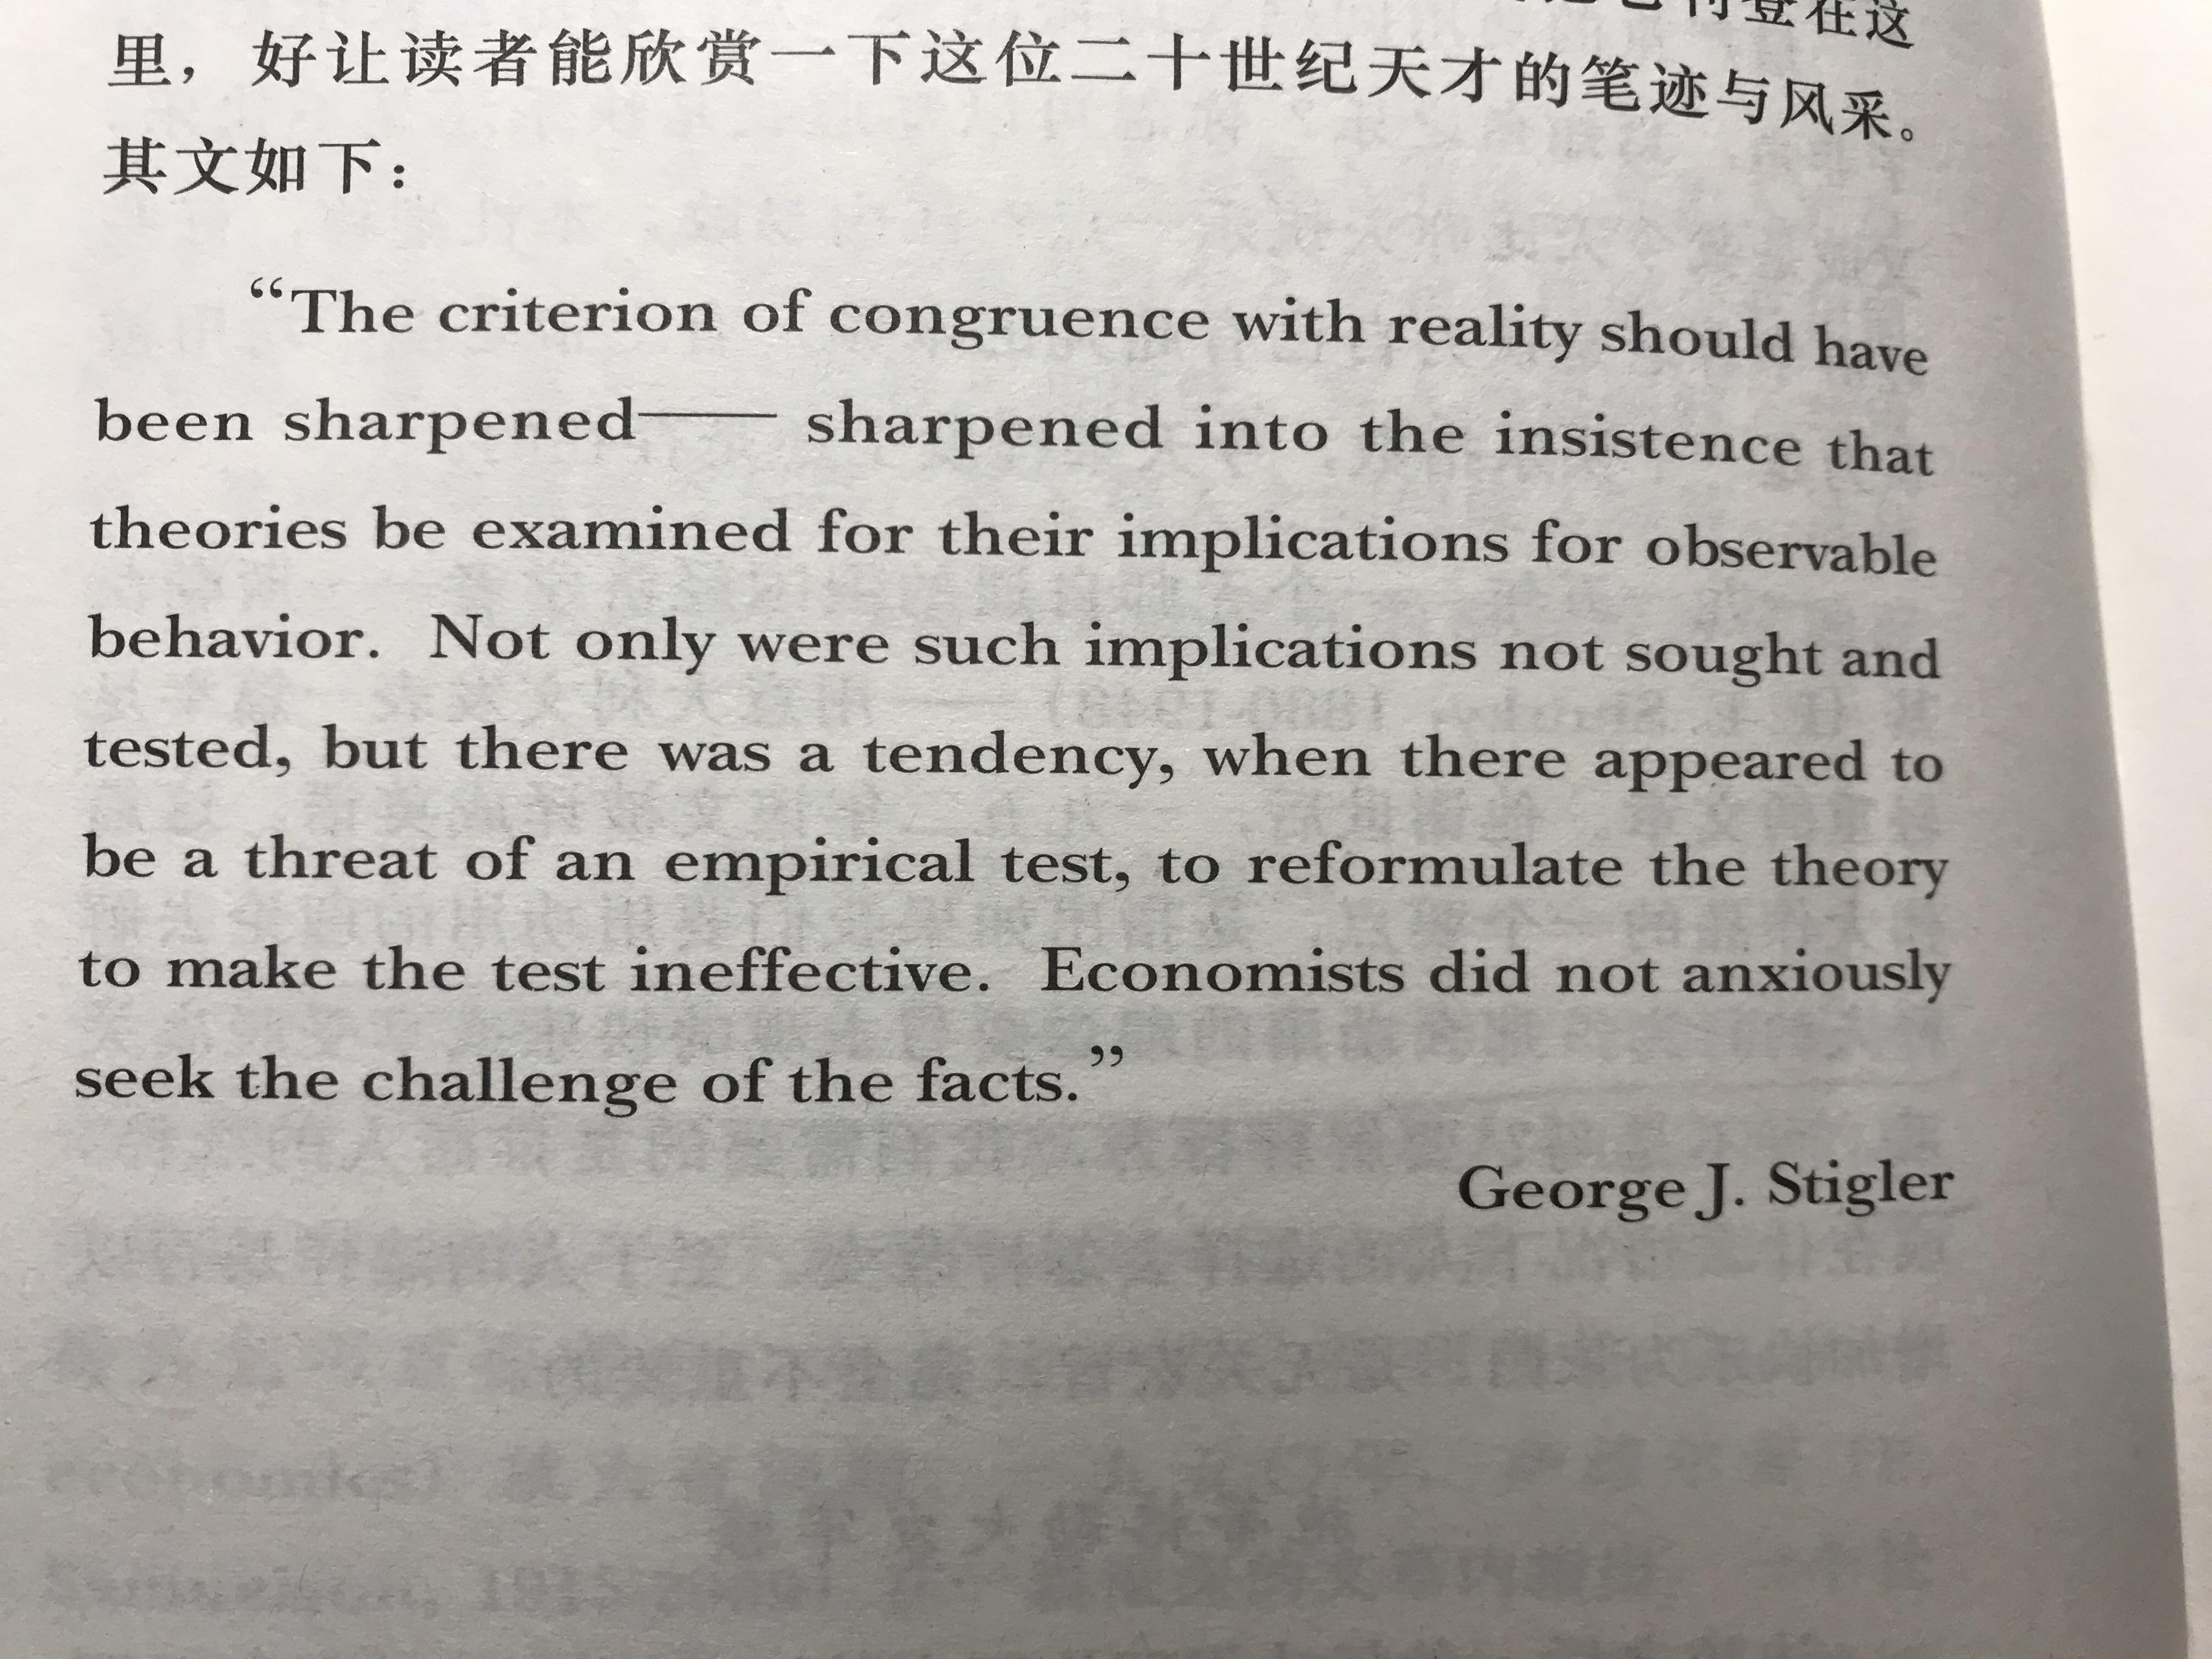 登在这
里，好让读者能欣赏一下这位二十世纪天才的笔迹与风采。
其文如下：
“The criterion of congruence with reality should have
been sharpened—— sharpened into the insistence that
theories be examined for their implications for observable
behavior. Not only were such implications not sought and
tested, but there was a tendency, when there appeared to
be a threat of an empirical test, to reformulate the theory
to make the test ineffective. Economists did not anxiously
seek the challenge of the facts.”
George J. Stigler